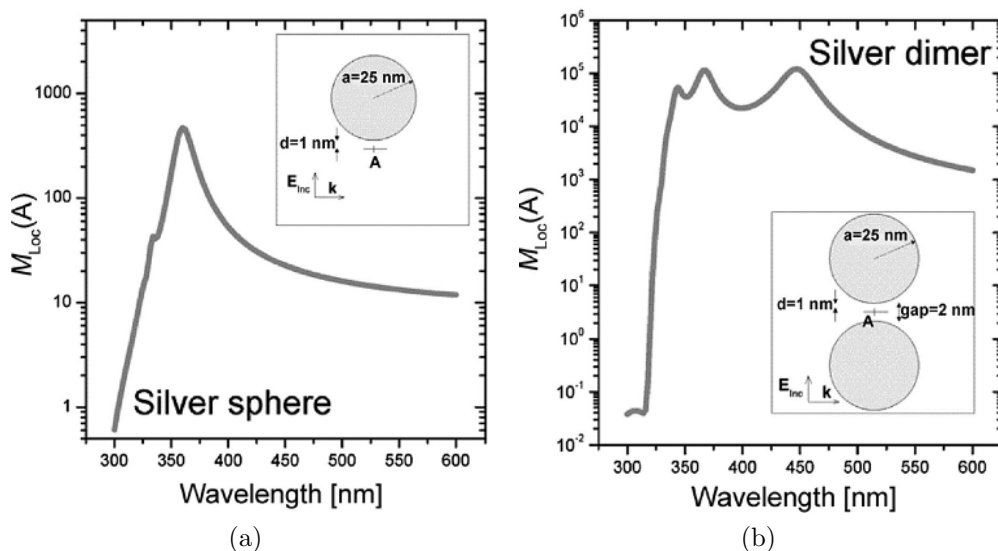 1000
100
10
1
M_Loc(A)
300 350 400 450 500 550 600
Wavelength [nm]
Silver sphere
a=25 nm
d=1 nm
A
E_Inc
k
(a)
10^6
10^5
10^4
10^3
10^2
10^1
10^0
10^-1
10^-2
M_Loc(A)
300 350 400 450 500 550 600
Wavelength [nm]
Silver dimer
a=25 nm
d=1 nm
gap=2 nm
A
E_Inc
k
(b)